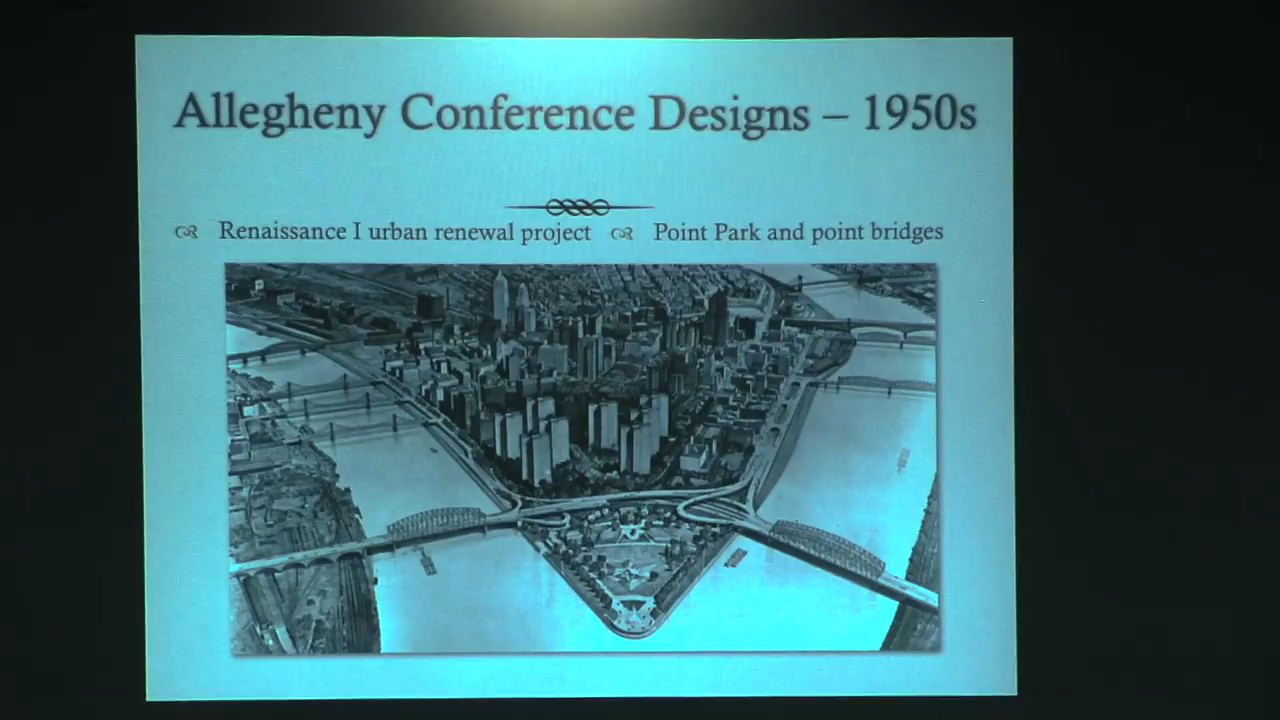 Allegheny Conference Designs – 1950s
Renaissance I urban renewal project
Point Park and point bridges